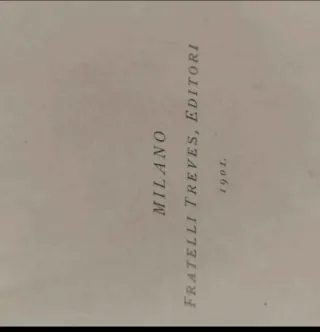 MILANO
FRATELLI TREVES, EDITORI
1901.